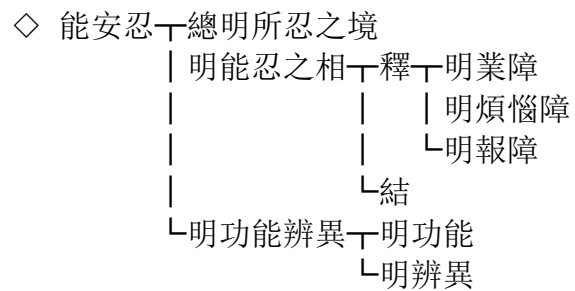 ◇ 能安忍┬總明所忍之境
│明能忍之相┬釋┬明業障
│ │ │明煩惱障
│ │ └明報障
│ └結
└明功能辨異┬明功能
└明辨異